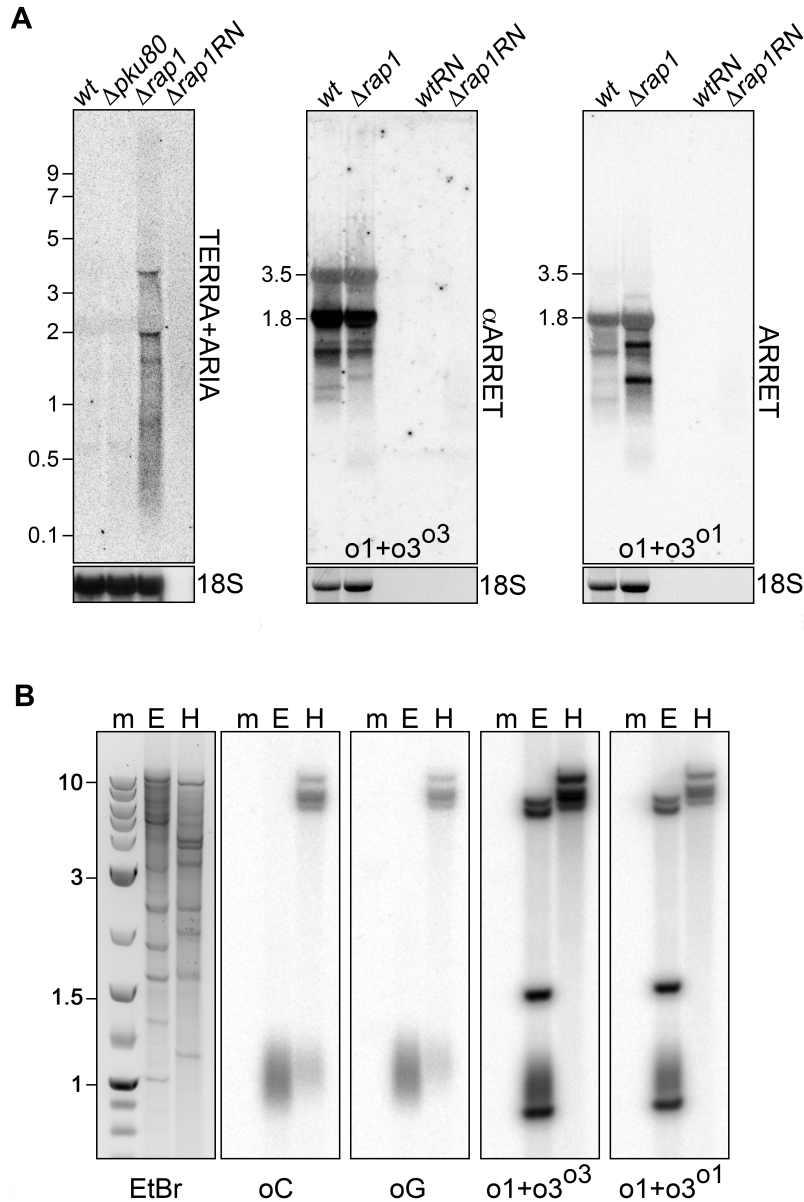 A
wt Δpku80 Δrap1 Δrap1RN
wt Δrap1 wtRN Δrap1RN
wt Δrap1 wtRN Δrap1RN
9
7
5
3
2
1
0.5
0.1
TERRA+ARIA
18S
3.5
1.8
αARRET
o1+o3o3
18S
3.5
1.8
ARRET
o1+o3o1
18S
B
m E H m E H m E H m E H m E H
10
3
1.5
1
EtBr oC oG o1+o3o3 o1+o3o1